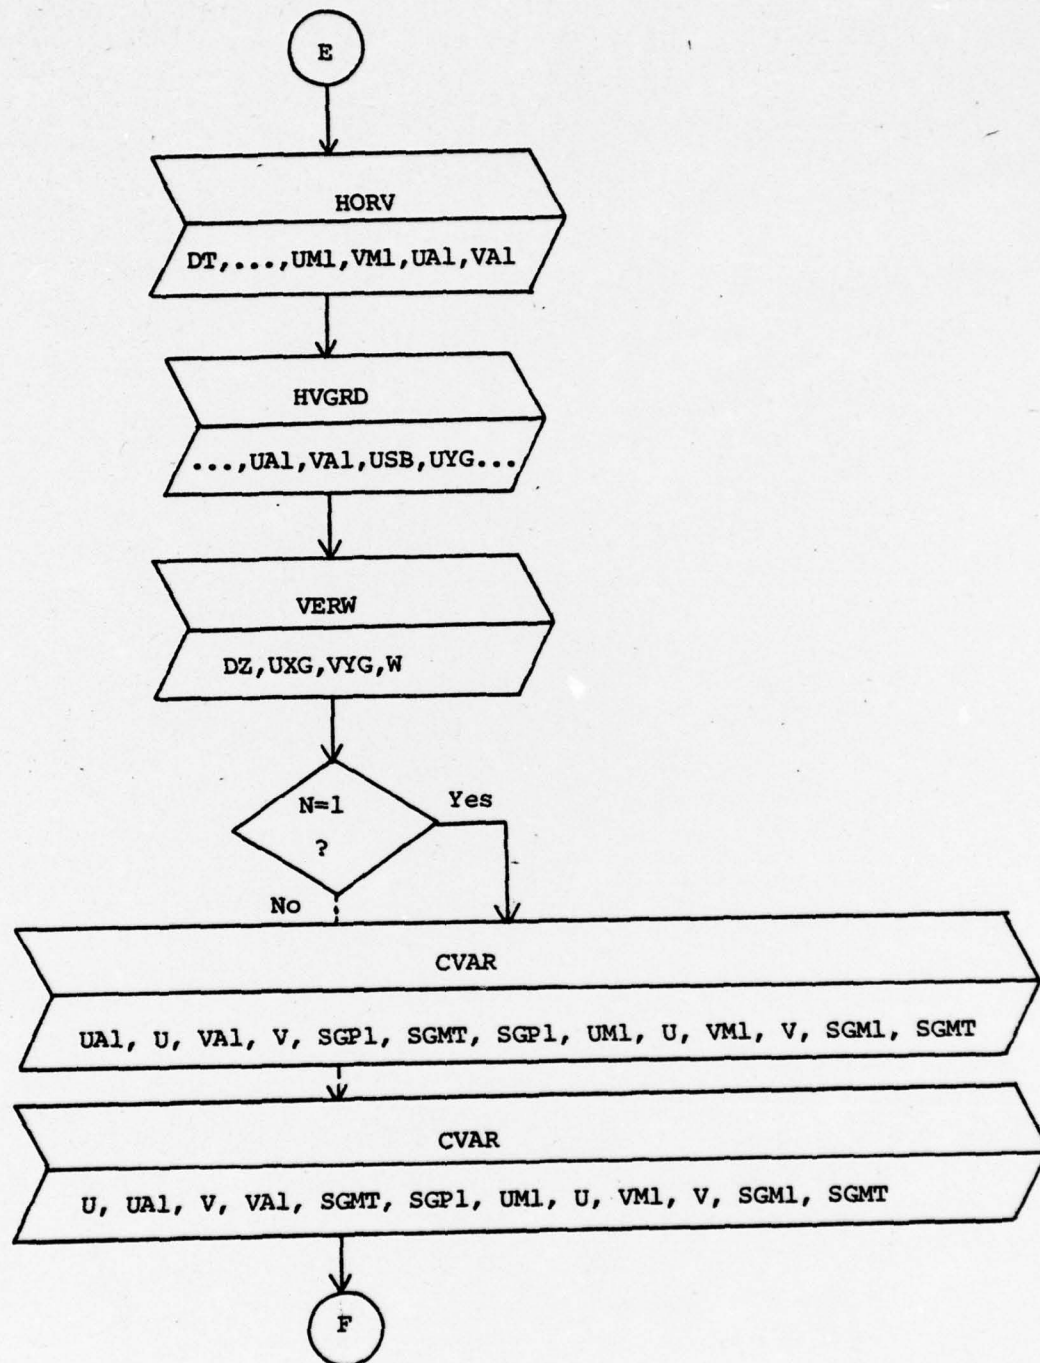 E
HORV
DT,...,UM1,VM1,UA1,VA1
HVGRD
...,UA1,VA1,USB,UYG...
VERW
DZ,UXG,VYG,W
N=1
?
Yes
No
CVAR
UA1, U, VA1, V, SGP1, SGMT, SGP1, UM1, U, VM1, V, SGM1, SGMT
CVAR
U, UA1, V, VA1, SGMT, SGP1, UM1, U, VM1, V, SGM1, SGMT
F